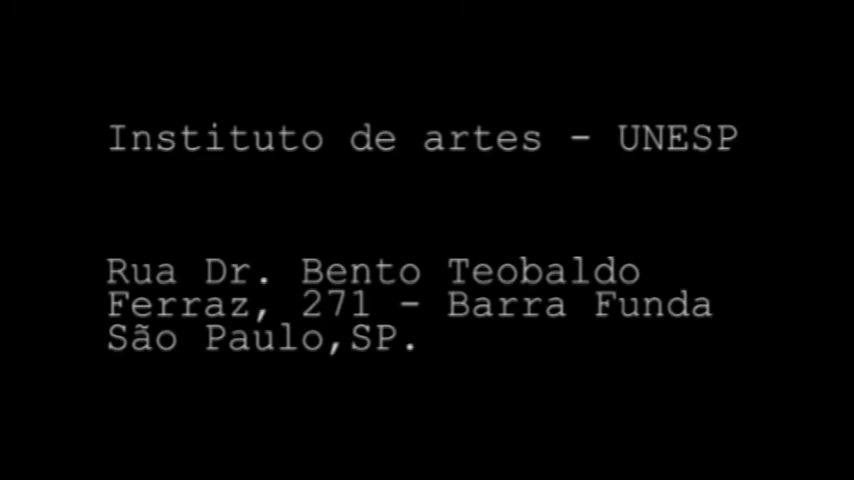 Instituto de artes - UNESP
Rua Dr. Bento Teobaldo
Ferraz, 271 - Barra Funda
São Paulo,SP.